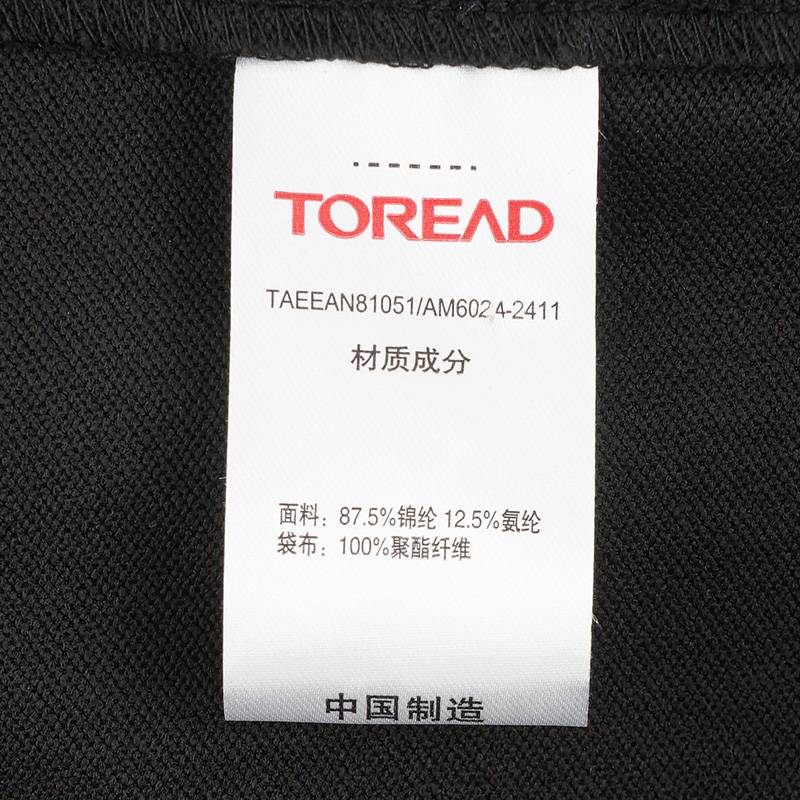 TOREAD
TAEEAN81051/AM6024-2411
材质成分
面料：87.5%锦纶 12.5%氨纶
袋布：100%聚酯纤维
中国制造